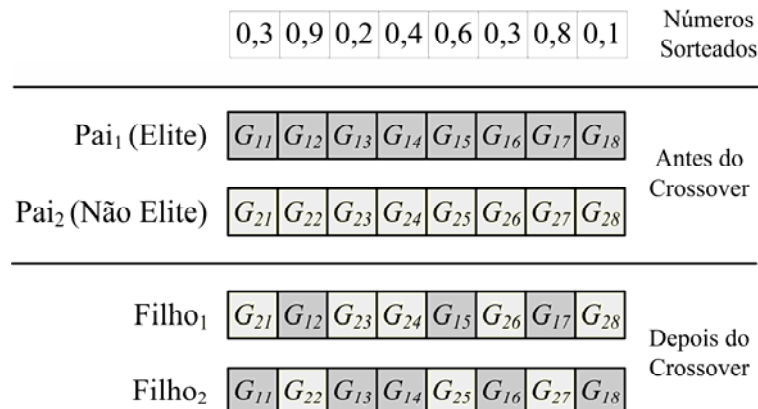 0,3 0,9 0,2 0,4 0,6 0,3 0,8 0,1 Números Sorteados
Pai₁ (Elite) G₁₁ G₁₂ G₁₃ G₁₄ G₁₅ G₁₆ G₁₇ G₁₈
Antes do Crossover
Pai₂ (Não Elite) G₂₁ G₂₂ G₂₃ G₂₄ G₂₅ G₂₆ G₂₇ G₂₈
Filho₁ G₂₁ G₁₂ G₂₃ G₂₄ G₁₅ G₂₆ G₁₇ G₂₈
Depois do Crossover
Filho₂ G₁₁ G₂₂ G₁₃ G₁₄ G₂₅ G₁₆ G₂₇ G₁₈